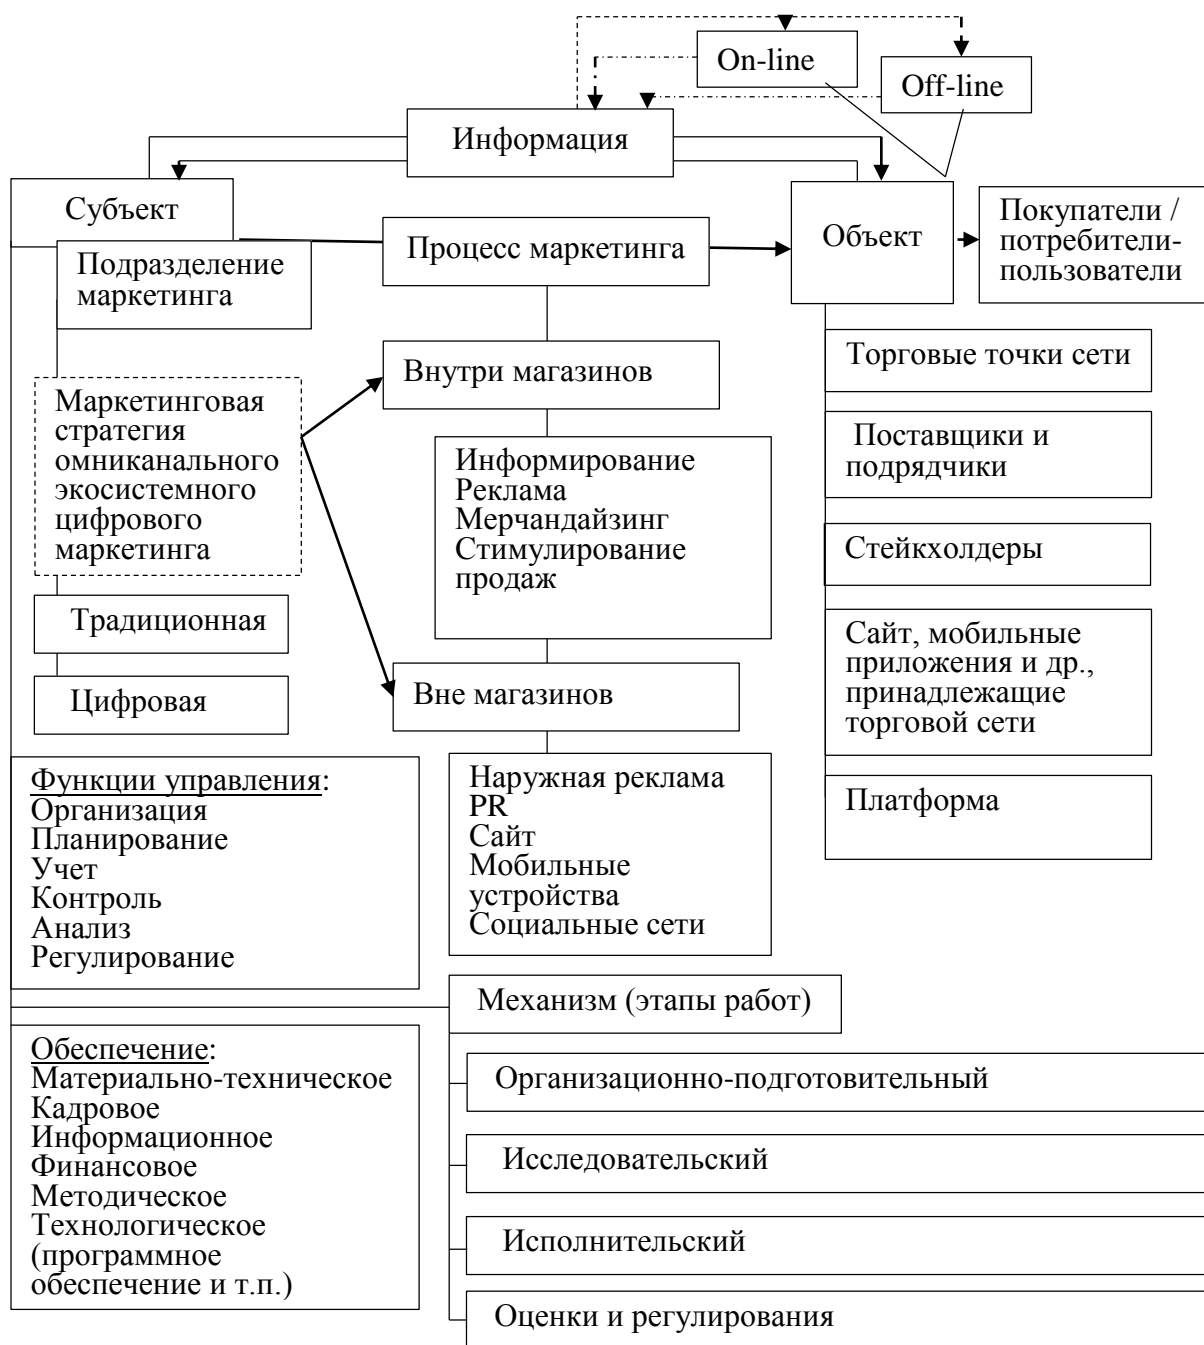 On-line
Off-line
Информация
Субъект
Подразделение
маркетинга
Процесс маркетинга
Объект
Покупатели /
потребители-
пользователи
Маркетинговая
стратегия
омниканального
экосистемного
цифрового
маркетинга
Традиционная
Цифровая
Внутри магазинов
Информирование
Реклама
Мерчандайзинг
Стимулирование
продаж
Вне магазинов
Наружная реклама
PR
Сайт
Мобильные
устройства
Социальные сети
Торговые точки сети
Поставщики и
подрядчики
Стейкхолдеры
Сайт, мобильные
приложения и др.,
принадлежащие
торговой сети
Платформа
Функции управления:
Организация
Планирование
Учет
Контроль
Анализ
Регулирование
Обеспечение:
Материально-техническое
Кадровое
Информационное
Финансовое
Методическое
Технологическое
(программное
обеспечение и т.п.)
Механизм (этапы работ)
Организационно-подготовительный
Исследовательский
Исполнительский
Оценки и регулирования